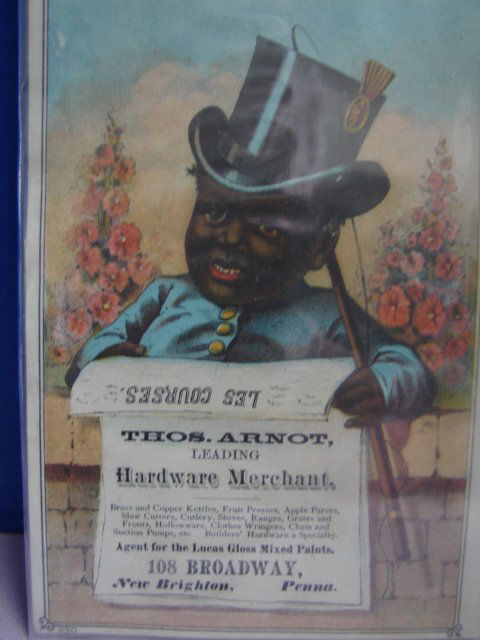 LES COURSES.
THOS. ARNOT,
LEADING
Hardware Merchant,
Brass and Copper Kettles, Fruit Presses, Apple Parers,
Slaw Cutters, Cutlery, Stoves, Ranges, Grates and
Fronts, Hollowware, Clothes Wringers, Chain and
Suction Pumps, etc. Builders' Hardware a Specialty.
Agent for the Lucas Gloss Mixed Paints.
108 BROADWAY,
New Brighton, Penna.